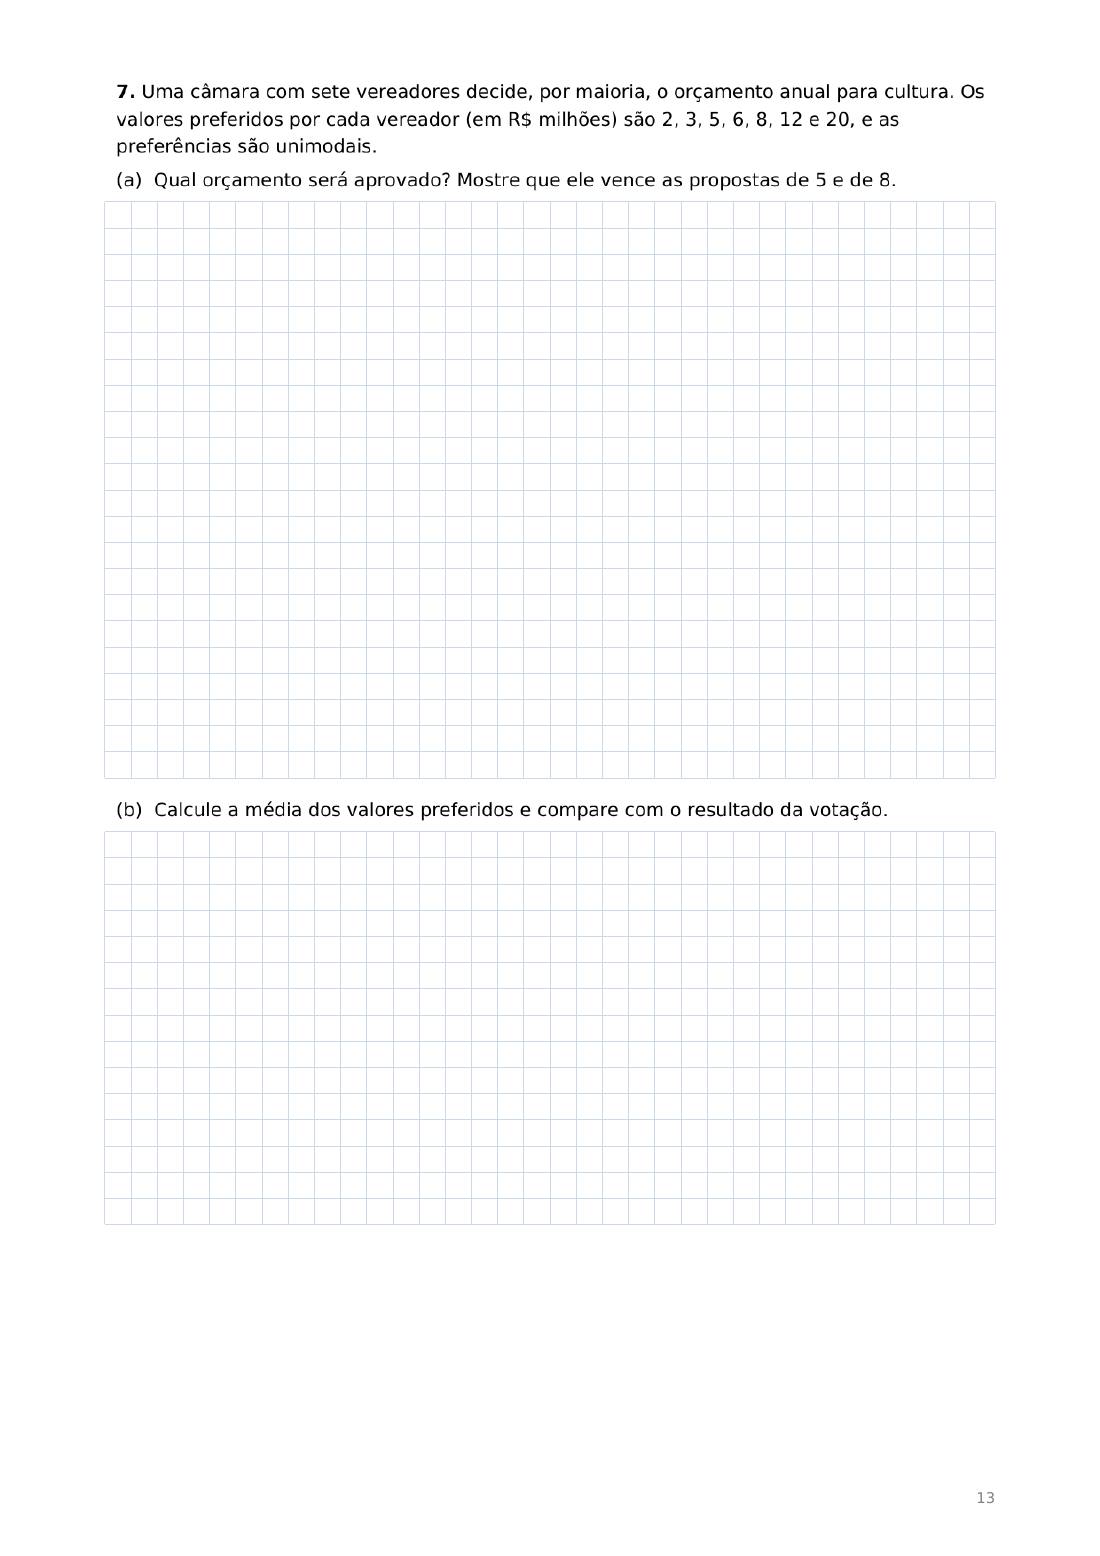 7. Uma câmara com sete vereadores decide, por maioria, o orçamento anual para cultura. Os
valores preferidos por cada vereador (em R$ milhões) são 2, 3, 5, 6, 8, 12 e 20, e as
preferências são unimodais.
(a) Qual orçamento será aprovado? Mostre que ele vence as propostas de 5 e de 8.
(b) Calcule a média dos valores preferidos e compare com o resultado da votação.
13